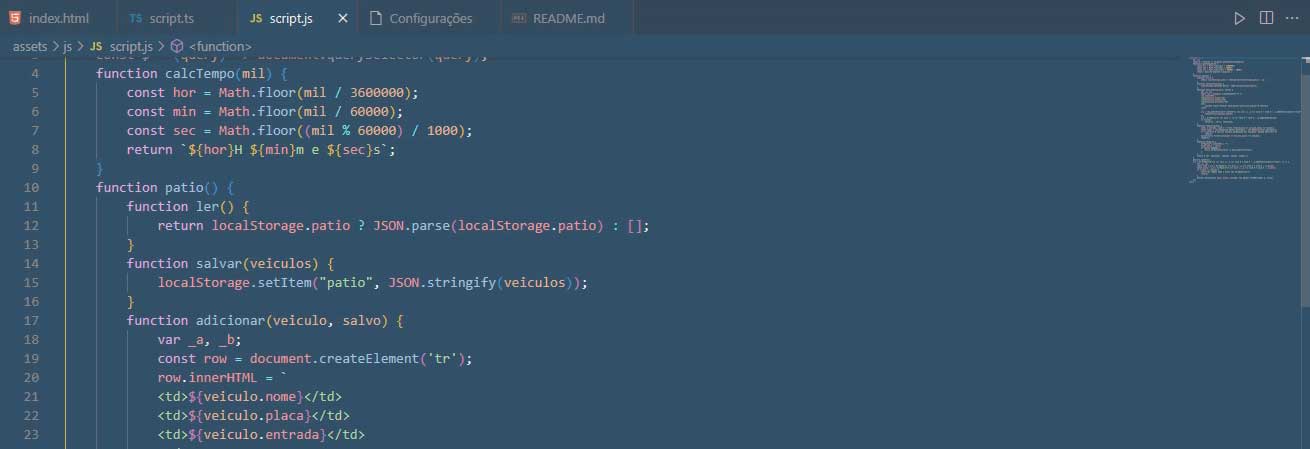 index.html TS script.ts JS script.js × Configurações README.md ···
assets > js > JS script.js > <function>
4 function calcTempo(mil) {
5 const hor = Math.floor(mil / 3600000);
6 const min = Math.floor(mil / 60000);
7 const sec = Math.floor((mil % 60000) / 1000);
8 return `${hor}H ${min}m e ${sec}s`;
9 }
10 function patio() {
11 function ler() {
12 return localStorage.patio ? JSON.parse(localStorage.patio) : [];
13 }
14 function salvar(veiculos) {
15 localStorage.setItem("patio", JSON.stringify(veiculos));
16 }
17 function adicionar(veiculo, salvo) {
18 var _a, _b;
19 const row = document.createElement('tr');
20 row.innerHTML = `
21 <td>${veiculo.nome}</td>
22 <td>${veiculo.placa}</td>
23 <td>${veiculo.entrada}</td>